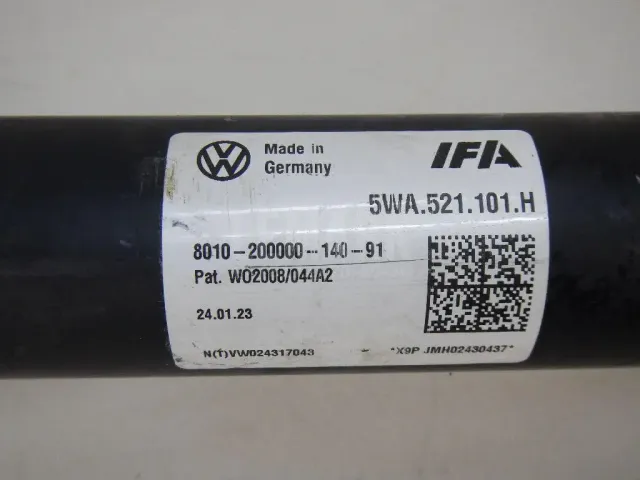 Made in
Germany
IFA
5WA.521.101.H
8010-200000-140-91
Pat. WO2008/044A2
24.01.23
N(T)VW024317043
*X9P JMH02430437*